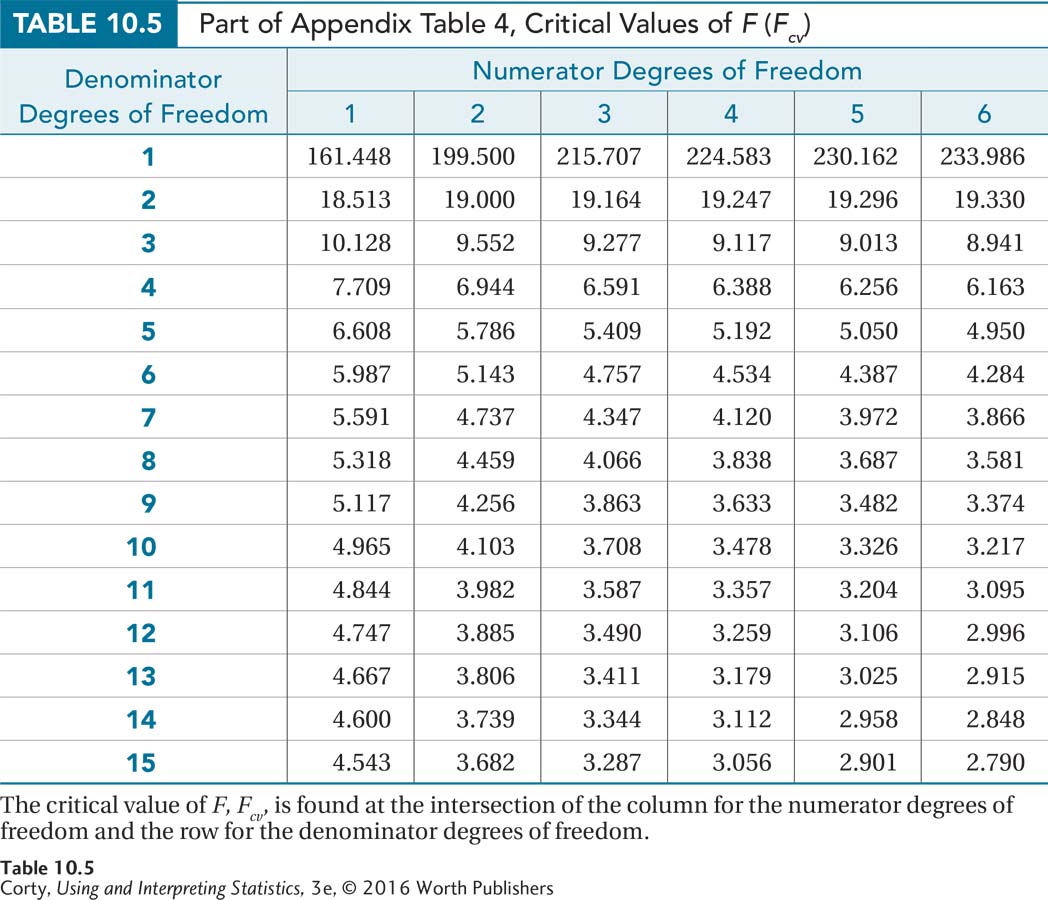 TABLE 10.5 Part of Appendix Table 4, Critical Values of F (Fcv)
Denominator Degrees of Freedom Numerator Degrees of Freedom
1 2 3 4 5 6
1 161.448 199.500 215.707 224.583 230.162 233.986
2 18.513 19.000 19.164 19.247 19.296 19.330
3 10.128 9.552 9.277 9.117 9.013 8.941
4 7.709 6.944 6.591 6.388 6.256 6.163
5 6.608 5.786 5.409 5.192 5.050 4.950
6 5.987 5.143 4.757 4.534 4.387 4.284
7 5.591 4.737 4.347 4.120 3.972 3.866
8 5.318 4.459 4.066 3.838 3.687 3.581
9 5.117 4.256 3.863 3.633 3.482 3.374
10 4.965 4.103 3.708 3.478 3.326 3.217
11 4.844 3.982 3.587 3.357 3.204 3.095
12 4.747 3.885 3.490 3.259 3.106 2.996
13 4.667 3.806 3.411 3.179 3.025 2.915
14 4.600 3.739 3.344 3.112 2.958 2.848
15 4.543 3.682 3.287 3.056 2.901 2.790
The critical value of F, Fcv, is found at the intersection of the column for the numerator degrees of
freedom and the row for the denominator degrees of freedom.
Table 10.5
Corty, Using and Interpreting Statistics, 3e, © 2016 Worth Publishers